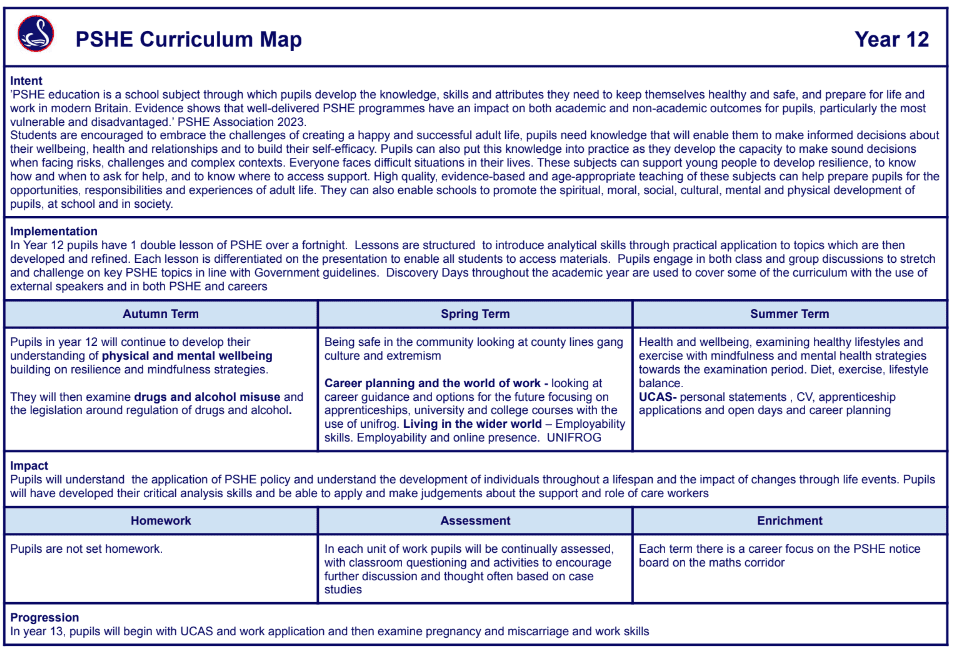 PSHE Curriculum Map
Year 12
Intent
'PSHE education is a school subject through which pupils develop the knowledge, skills and attributes they need to keep themselves healthy and safe, and prepare for life and
work in modern Britain. Evidence shows that well-delivered PSHE programmes have an impact on both academic and non-academic outcomes for pupils, particularly the most
vulnerable and disadvantaged.' PSHE Association 2023.
Students are encouraged to embrace the challenges of creating a happy and successful adult life, pupils need knowledge that will enable them to make informed decisions about
their wellbeing, health and relationships and to build their self-efficacy. Pupils can also put this knowledge into practice as they develop the capacity to make sound decisions
when facing risks, challenges and complex contexts. Everyone faces difficult situations in their lives. These subjects can support young people to develop resilience, to know
how and when to ask for help, and to know where to access support. High quality, evidence-based and age-appropriate teaching of these subjects can help prepare pupils for the
opportunities, responsibilities and experiences of adult life. They can also enable schools to promote the spiritual, moral, social, cultural, mental and physical development of
pupils, at school and in society.
Implementation
In Year 12 pupils have 1 double lesson of PSHE over a fortnight. Lessons are structured to introduce analytical skills through practical application to topics which are then
developed and refined. Each lesson is differentiated on the presentation to enable all students to access materials. Pupils engage in both class and group discussions to stretch
and challenge on key PSHE topics in line with Government guidelines. Discovery Days throughout the academic year are used to cover some of the curriculum with the use of
external speakers and in both PSHE and careers
Autumn Term
Pupils in year 12 will continue to develop their
understanding of physical and mental wellbeing
building on resilience and mindfulness strategies.
They will then examine drugs and alcohol misuse and
the legislation around regulation of drugs and alcohol.
Spring Term
Being safe in the community looking at county lines gang
culture and extremism
Career planning and the world of work - looking at
career guidance and options for the future focusing on
apprenticeships, university and college courses with the
use of unifrog. Living in the wider world – Employability
skills. Employability and online presence. UNIFROG
Summer Term
Health and wellbeing, examining healthy lifestyles and
exercise with mindfulness and mental health strategies
towards the examination period. Diet, exercise, lifestyle
balance.
UCAS- personal statements , CV, apprenticeship
applications and open days and career planning
Impact
Pupils will understand the application of PSHE policy and understand the development of individuals throughout a lifespan and the impact of changes through life events. Pupils
will have developed their critical analysis skills and be able to apply and make judgements about the support and role of care workers
Homework
Pupils are not set homework.
Assessment
In each unit of work pupils will be continually assessed,
with classroom questioning and activities to encourage
further discussion and thought often based on case
studies
Enrichment
Each term there is a career focus on the PSHE notice
board on the maths corridor
Progression
In year 13, pupils will begin with UCAS and work application and then examine pregnancy and miscarriage and work skills